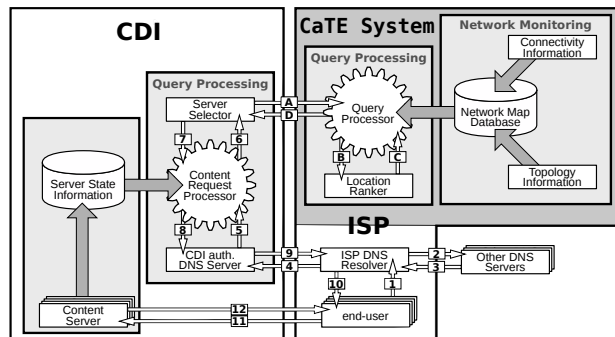 CDI
CaTE System
Network Monitoring
Connectivity
Information
Query Processing
Query Processing
Server
Selector
A
D
Query
Processor
Network Map
Database
7
6
B
C
Content
Request
Processor
Server State
Information
Location
Ranker
Topology
Information
8
5
ISP
CDI auth.
DNS Server
9
4
ISP DNS
Resolver
2
3
Other DNS
Servers
10
1
Content
Server
12
11
end-user